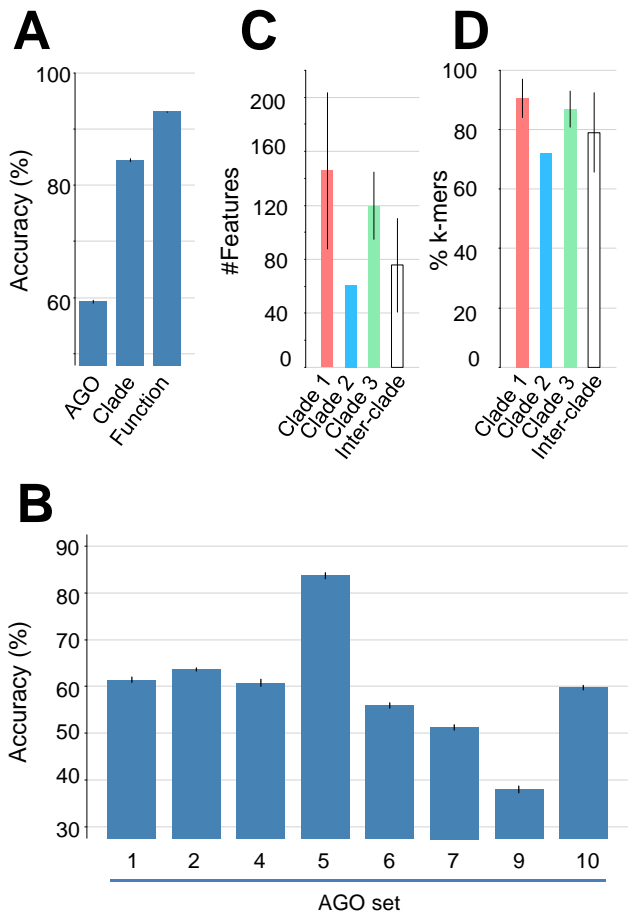 A
Accuracy (%)
100
80
60
AGO
Clade
Function
C
#Features
200
160
120
80
40
0
Clade 1
Clade 2
Clade 3
Inter-clade
D
% k-mers
100
80
60
40
20
0
Clade 1
Clade 2
Clade 3
Inter-clade
B
Accuracy (%)
90
80
70
60
50
40
30
1 2 4 5 6 7 9 10
AGO set